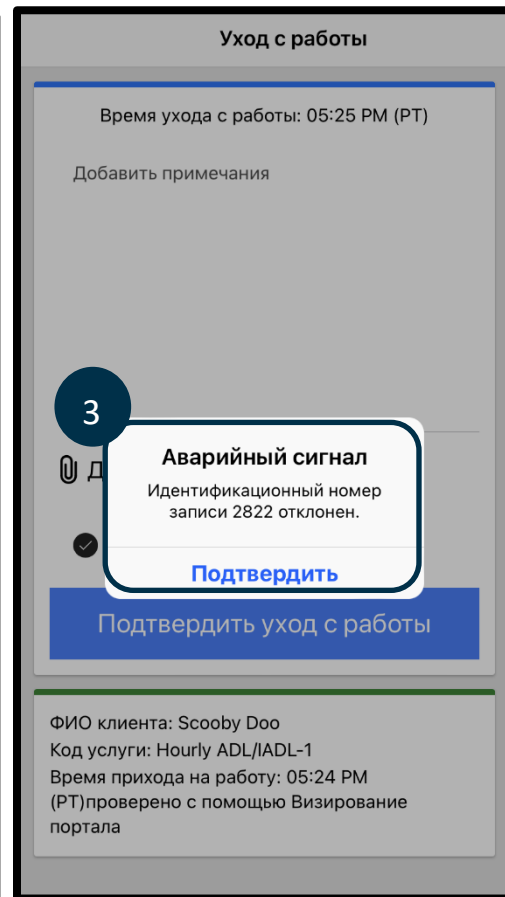 Уход с работы
Время ухода с работы: 05:25 PM (PT)
Добавить примечания
3
Д
Аварийный сигнал
Идентификационный номер
записи 2822 отклонен.
Подтвердить
Подтвердить уход с работы
ФИО клиента: Scooby Doo
Код услуги: Hourly ADL/IADL-1
Время прихода на работу: 05:24 PM
(PT)проверено с помощью Визирование
портала